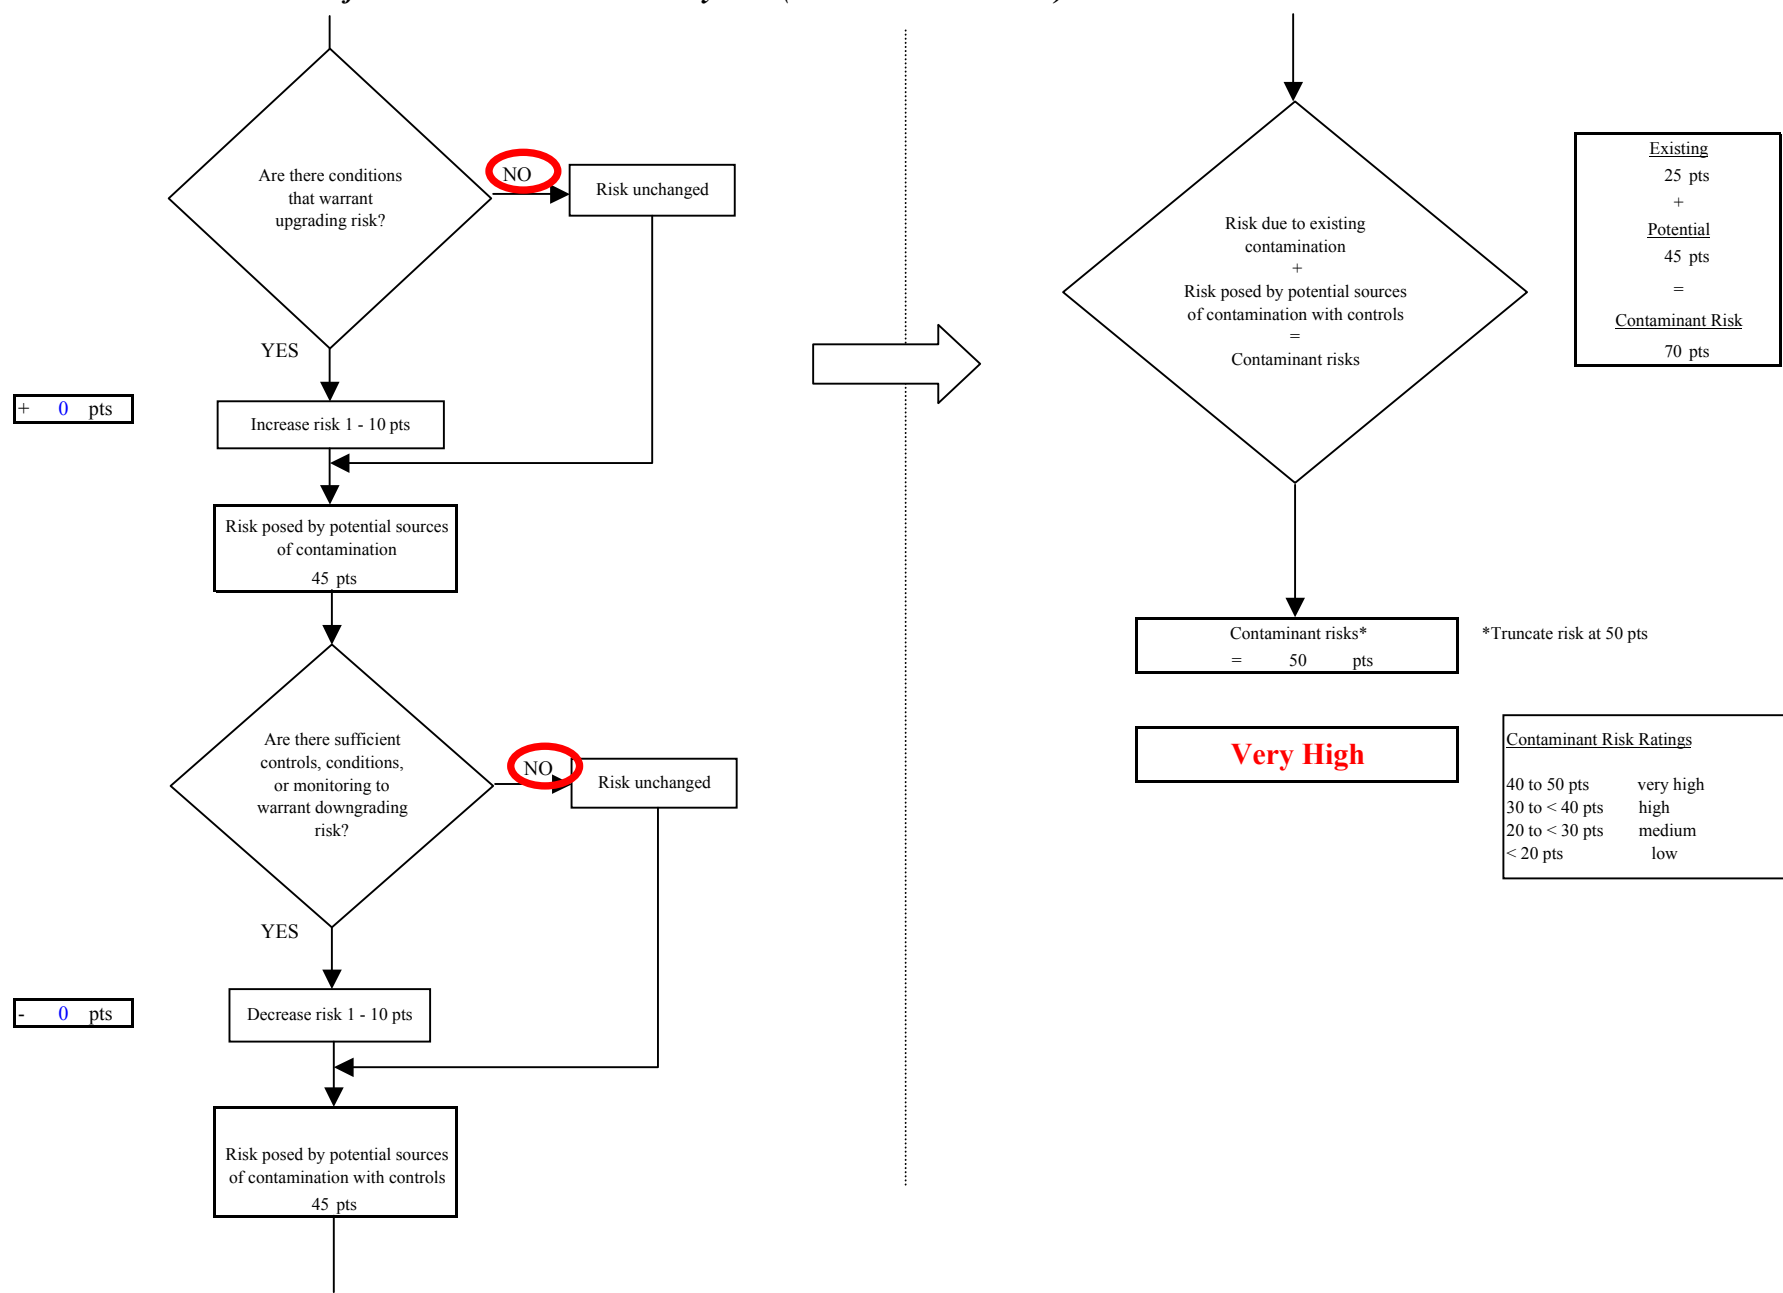 Are there conditions
that warrant
upgrading risk?
NO
Risk unchanged
YES
+ 0 pts
Increase risk 1 - 10 pts
Risk posed by potential sources
of contamination
45 pts
Are there sufficient
controls, conditions,
or monitoring to
warrant downgrading
risk?
NO
Risk unchanged
YES
- 0 pts
Decrease risk 1 - 10 pts
Risk posed by potential sources
of contamination with controls
45 pts
Risk due to existing
contamination
+
Risk posed by potential sources
of contamination with controls
=
Contaminant risks
Existing
25 pts
+
Potential
45 pts
=
Contaminant Risk
70 pts
Contaminant risks*
= 50 pts
*Truncate risk at 50 pts
Very High
Contaminant Risk Ratings
40 to 50 pts very high
30 to < 40 pts high
20 to < 30 pts medium
< 20 pts low